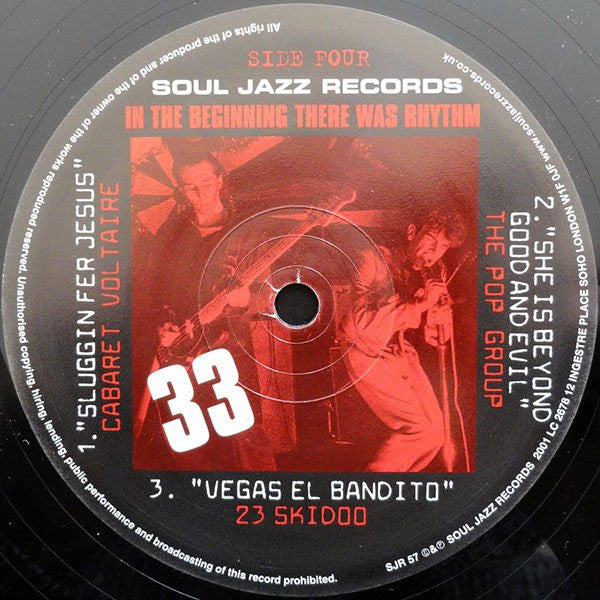 SIDE FOUR
SOUL JAZZ RECORDS
IN THE BEGINNING THERE WAS RHYTHM
1. "SLUGGIN FER JESUS"
CABARET VOLTAIRE
2. "SHE IS BEYOND
GOOD AND EVIL"
THE POP GROUP
33
3. "VEGAS EL BANDITO"
23 SKIDOO
All rights of the producer and of the owner of the works reproduced reserved. Unauthorised copying, hiring, lending, public performance and broadcasting of this record prohibited.
SJR 57 ©&℗ SOUL JAZZ RECORDS 2001 LC 2678 12 INGESTRE PLACE SOHO LONDON W1F 0JF www.souljazzrecords.co.uk